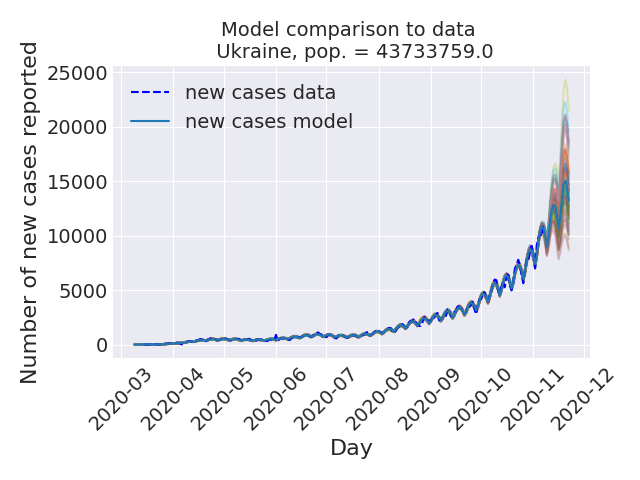 Model comparison to data
Ukraine, pop. = 43733759.0
Number of new cases reported
25000
20000
15000
10000
5000
0
new cases data
new cases model
2020-03
2020-04
2020-05
2020-06
2020-07
2020-08
2020-09
2020-10
2020-11
2020-12
Day